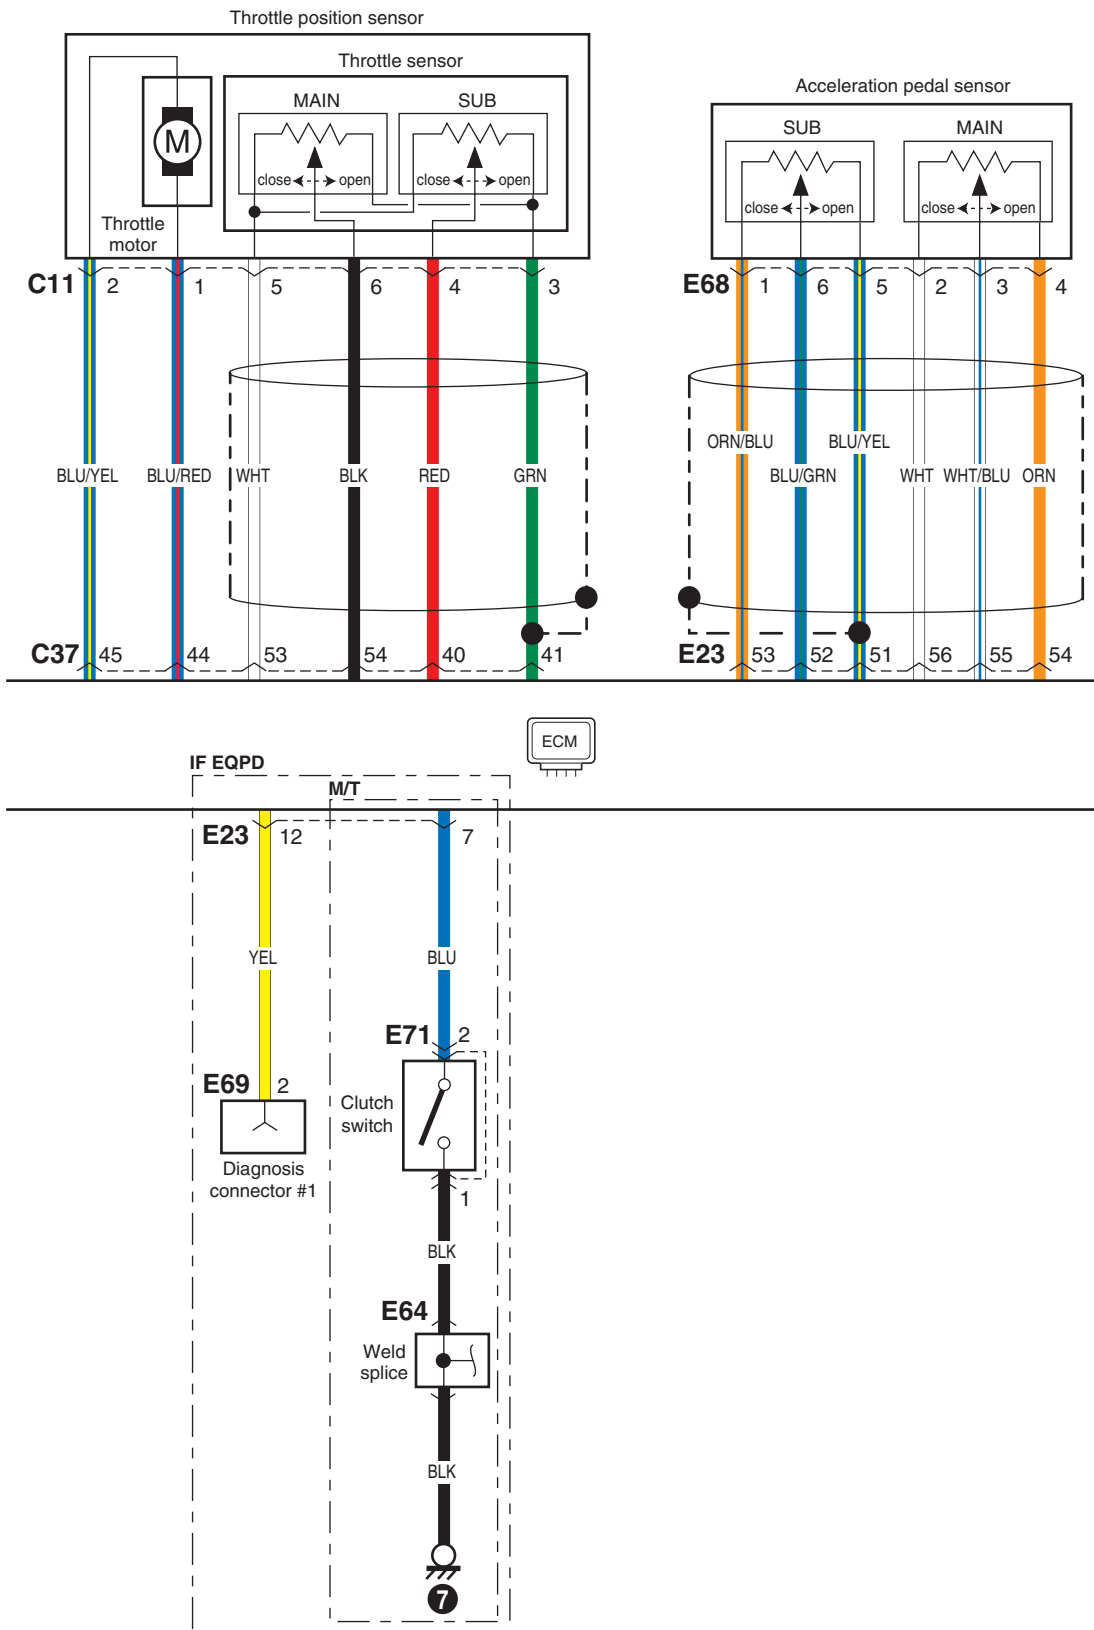 Throttle position sensor
Throttle sensor
MAIN
SUB
M
close
open
close
open
Throttle
motor
Acceleration pedal sensor
SUB
MAIN
close
open
close
open
C11
2
1
5
6
4
3
E68
1
6
5
2
3
4
ORN/BLU
BLU/YEL
BLU/YEL
BLU/RED
WHT
BLK
RED
GRN
BLU/GRN
WHT
WHT/BLU
ORN
C37
45
44
53
54
40
41
E23
53
52
51
56
55
54
ECM
IF EQPD
M/T
E23
12
7
YEL
BLU
E71
2
E69
2
Clutch
switch
Diagnosis
connector #1
1
BLK
E64
Weld
splice
BLK
7